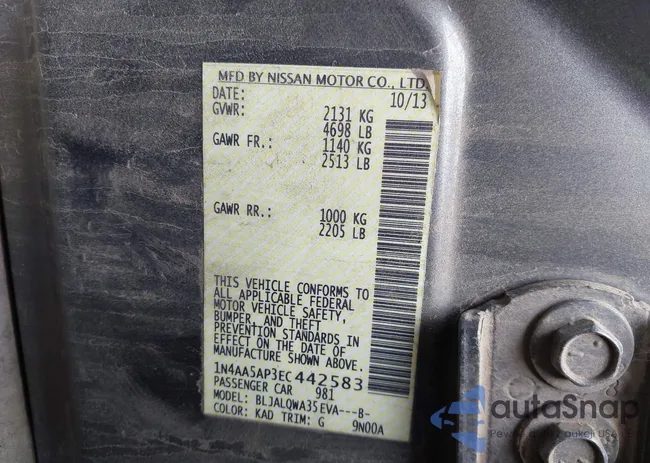 MFD BY NISSAN MOTOR CO., LTD.
DATE: 10/13
GVWR: 2131 KG
4698 LB
GAWR FR.: 1140 KG
2513 LB
GAWR RR.: 1000 KG
2205 LB
THIS VEHICLE CONFORMS TO
ALL APPLICABLE FEDERAL
MOTOR VEHICLE SAFETY,
BUMPER, AND THEFT
PREVENTION STANDARDS IN
EFFECT ON THE DATE OF
MANUFACTURE SHOWN ABOVE.
1N4AA5AP3EC442583
PASSENGER CAR 981
MODEL: BLJALQWA35EVA---B-
COLOR: KAD TRIM: G 9N00A
autaSnap